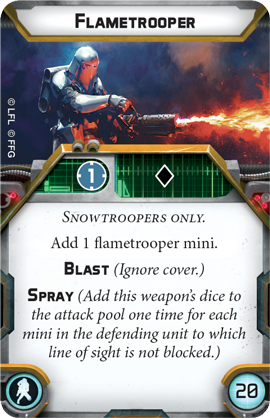 FLAMETROOPER
© LFL © FFG
1
SNOWTROOPERS ONLY.
Add 1 flametrooper mini.
BLAST (Ignore cover.)
SPRAY (Add this weapon's dice to
the attack pool one time for each
mini in the defending unit to which
line of sight is not blocked.)
20